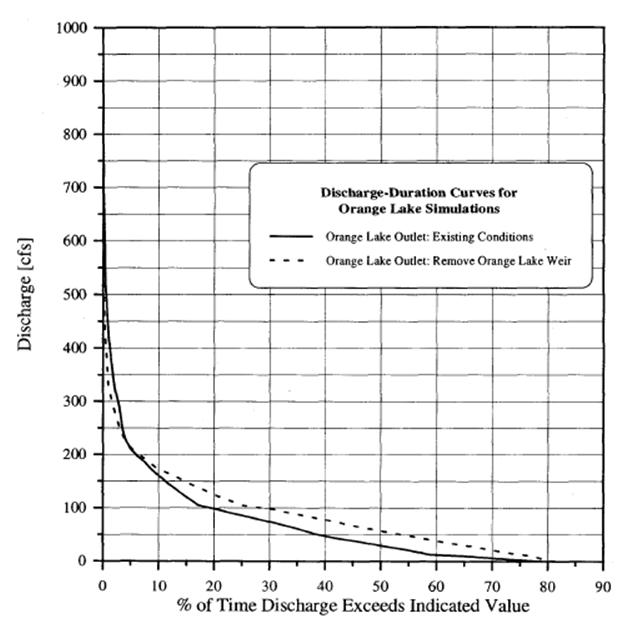 1000
900
800
700
600
500
400
300
200
100
0
Discharge [cfs]
Discharge-Duration Curves for
Orange Lake Simulations
Orange Lake Outlet: Existing Conditions
Orange Lake Outlet: Remove Orange Lake Weir
0 10 20 30 40 50 60 70 80 90
% of Time Discharge Exceeds Indicated Value